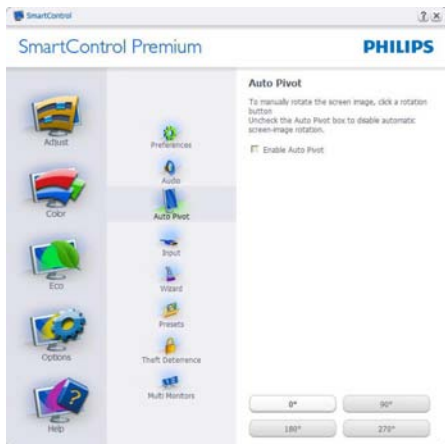 SmartControl
SmartControl Premium
PHILIPS
Adjust
Color
Eco
Options
Help
Preferences
Audio
Auto Pivot
Input
Wizard
Presets
Theft Deterrence
Multi Monitors
Auto Pivot
To manually rotate the screen image, click a rotation
button
Uncheck the Auto Pivot box to disable automatic
screen-image rotation.
Enable Auto Pivot
0°
90°
180°
270°